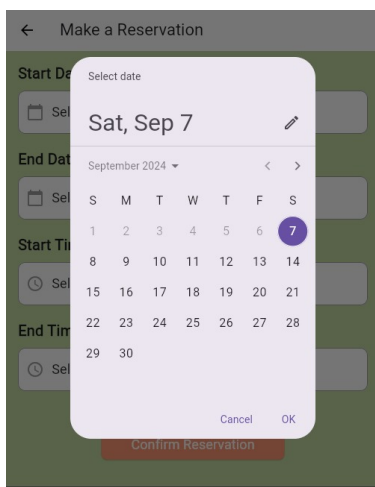 Make a Reservation
Start Da
Select date
Sel
Sat, Sep 7
End Dat
September 2024
Sel
S M T W T F S
1 2 3 4 5 6 7
Start Ti
8 9 10 11 12 13 14
Sel
15 16 17 18 19 20 21
22 23 24 25 26 27 28
End Tim
29 30
Sel
Cancel OK
Confirm Reservation